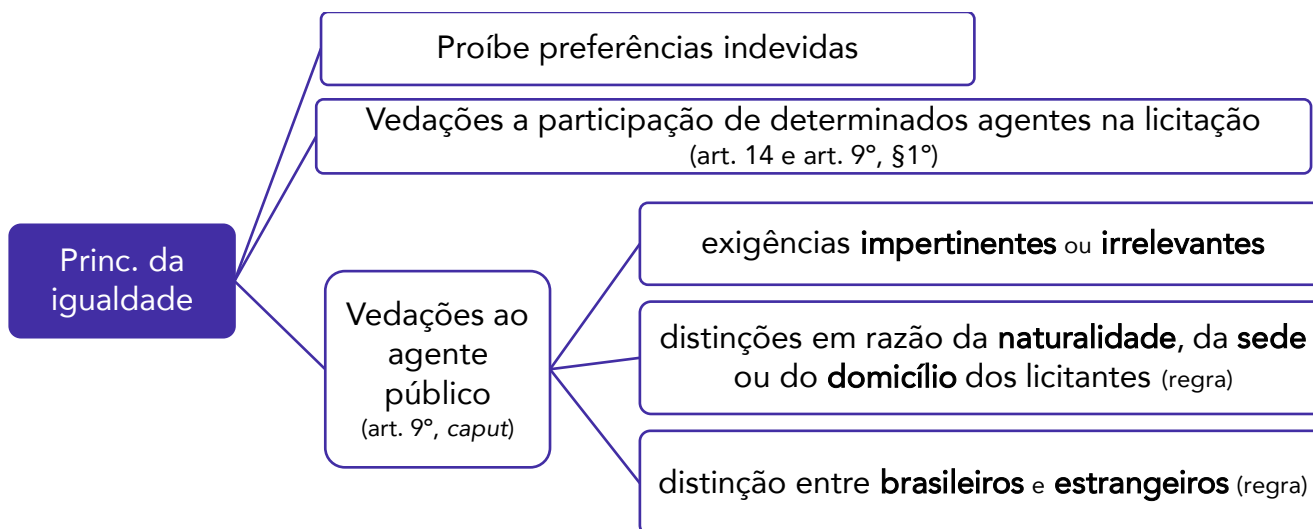 Proíbe preferências indevidas
Vedações a participação de determinados agentes na licitação
(art. 14 e art. 9º, §1º)
Princ. da
igualdade
Vedações ao
agente
público
(art. 9º, caput)
exigências impertinentes ou irrelevantes
distinções em razão da naturalidade, da sede
ou do domicílio dos licitantes (regra)
distinção entre brasileiros e estrangeiros (regra)